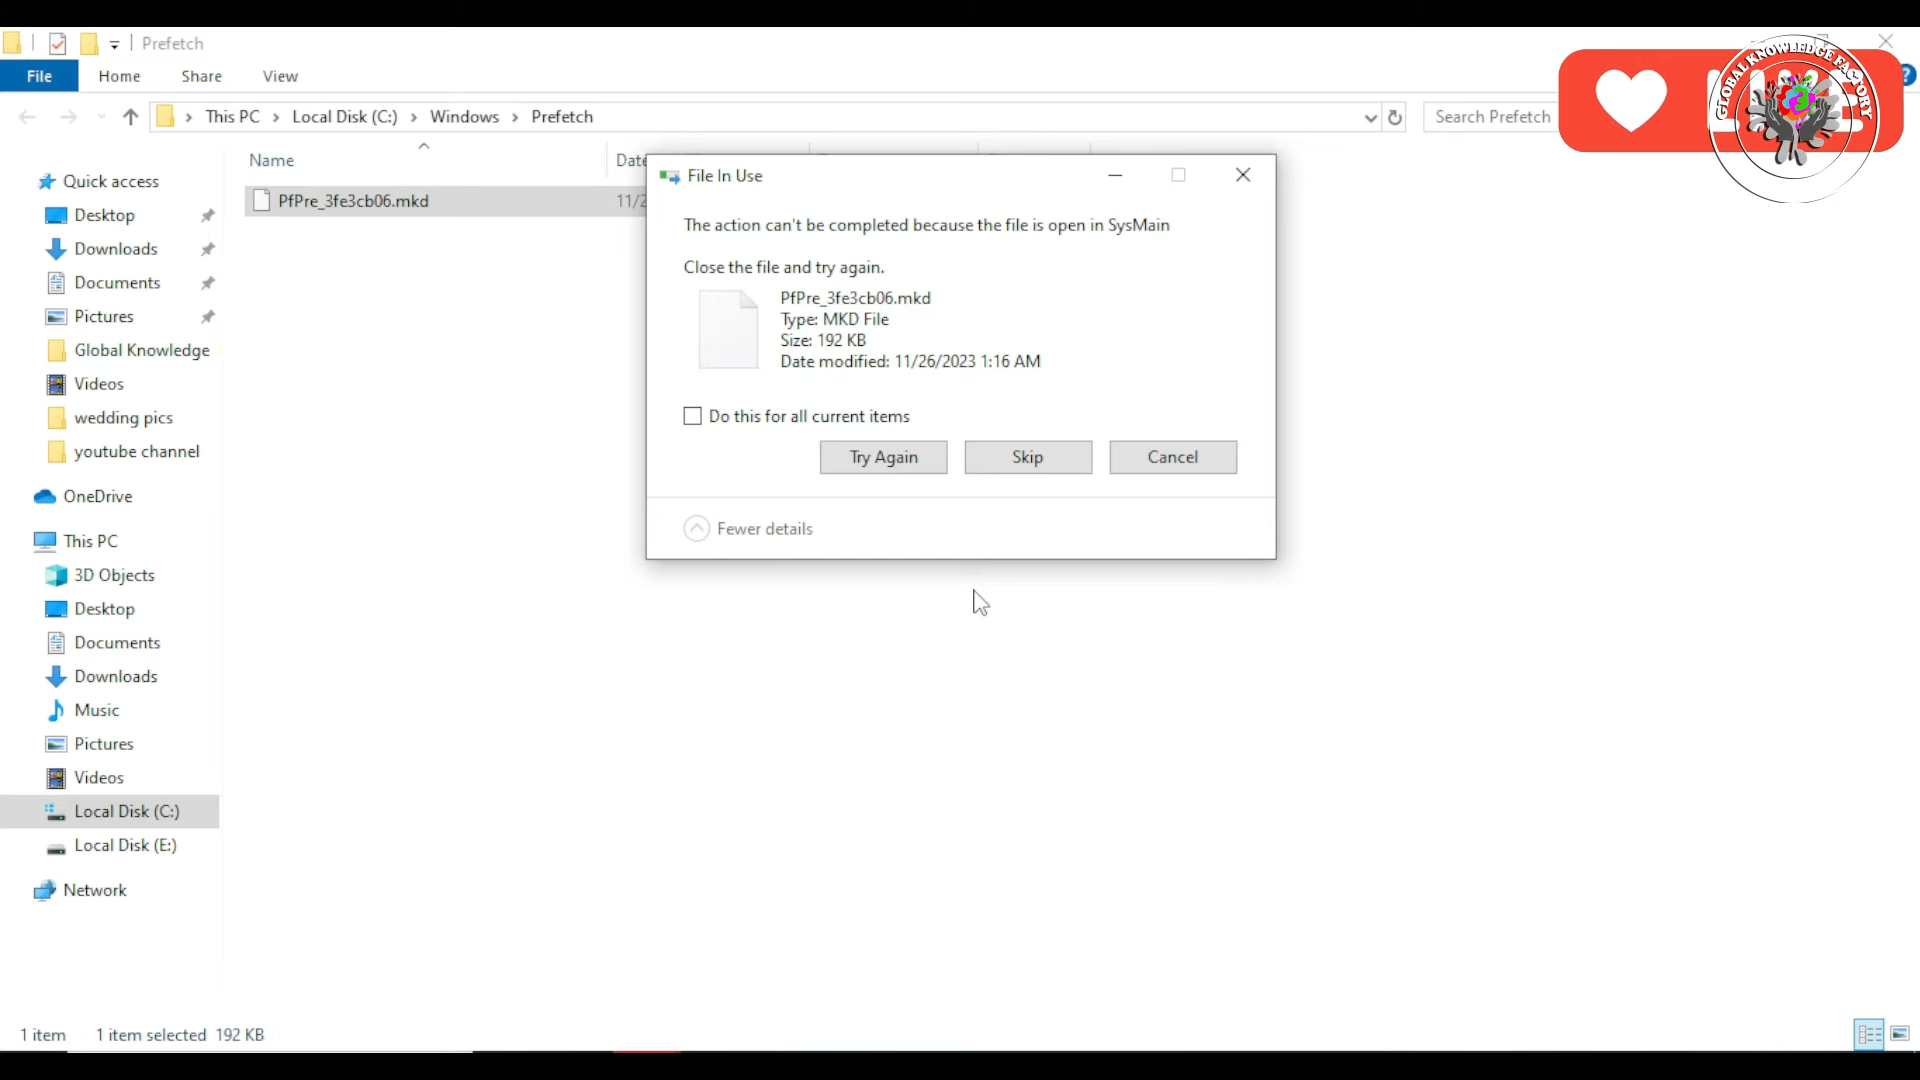 Prefetch
File
Home
Share
View
GLOBAL KNOWLEDGE FACTORY
This PC
Local Disk (C:)
Windows
Prefetch
Search Prefetch
Name
Date
PfPre_3fe3cb06.mkd
11/2
Quick access
Desktop
Downloads
Documents
Pictures
Global Knowledge
Videos
wedding pics
youtube channel
OneDrive
This PC
3D Objects
Desktop
Documents
Downloads
Music
Pictures
Videos
Local Disk (C:)
Local Disk (E:)
Network
File In Use
The action can't be completed because the file is open in SysMain
Close the file and try again.
PfPre_3fe3cb06.mkd
Type: MKD File
Size: 192 KB
Date modified: 11/26/2023 1:16 AM
Do this for all current items
Try Again
Skip
Cancel
Fewer details
1 item
1 item selected 192 KB